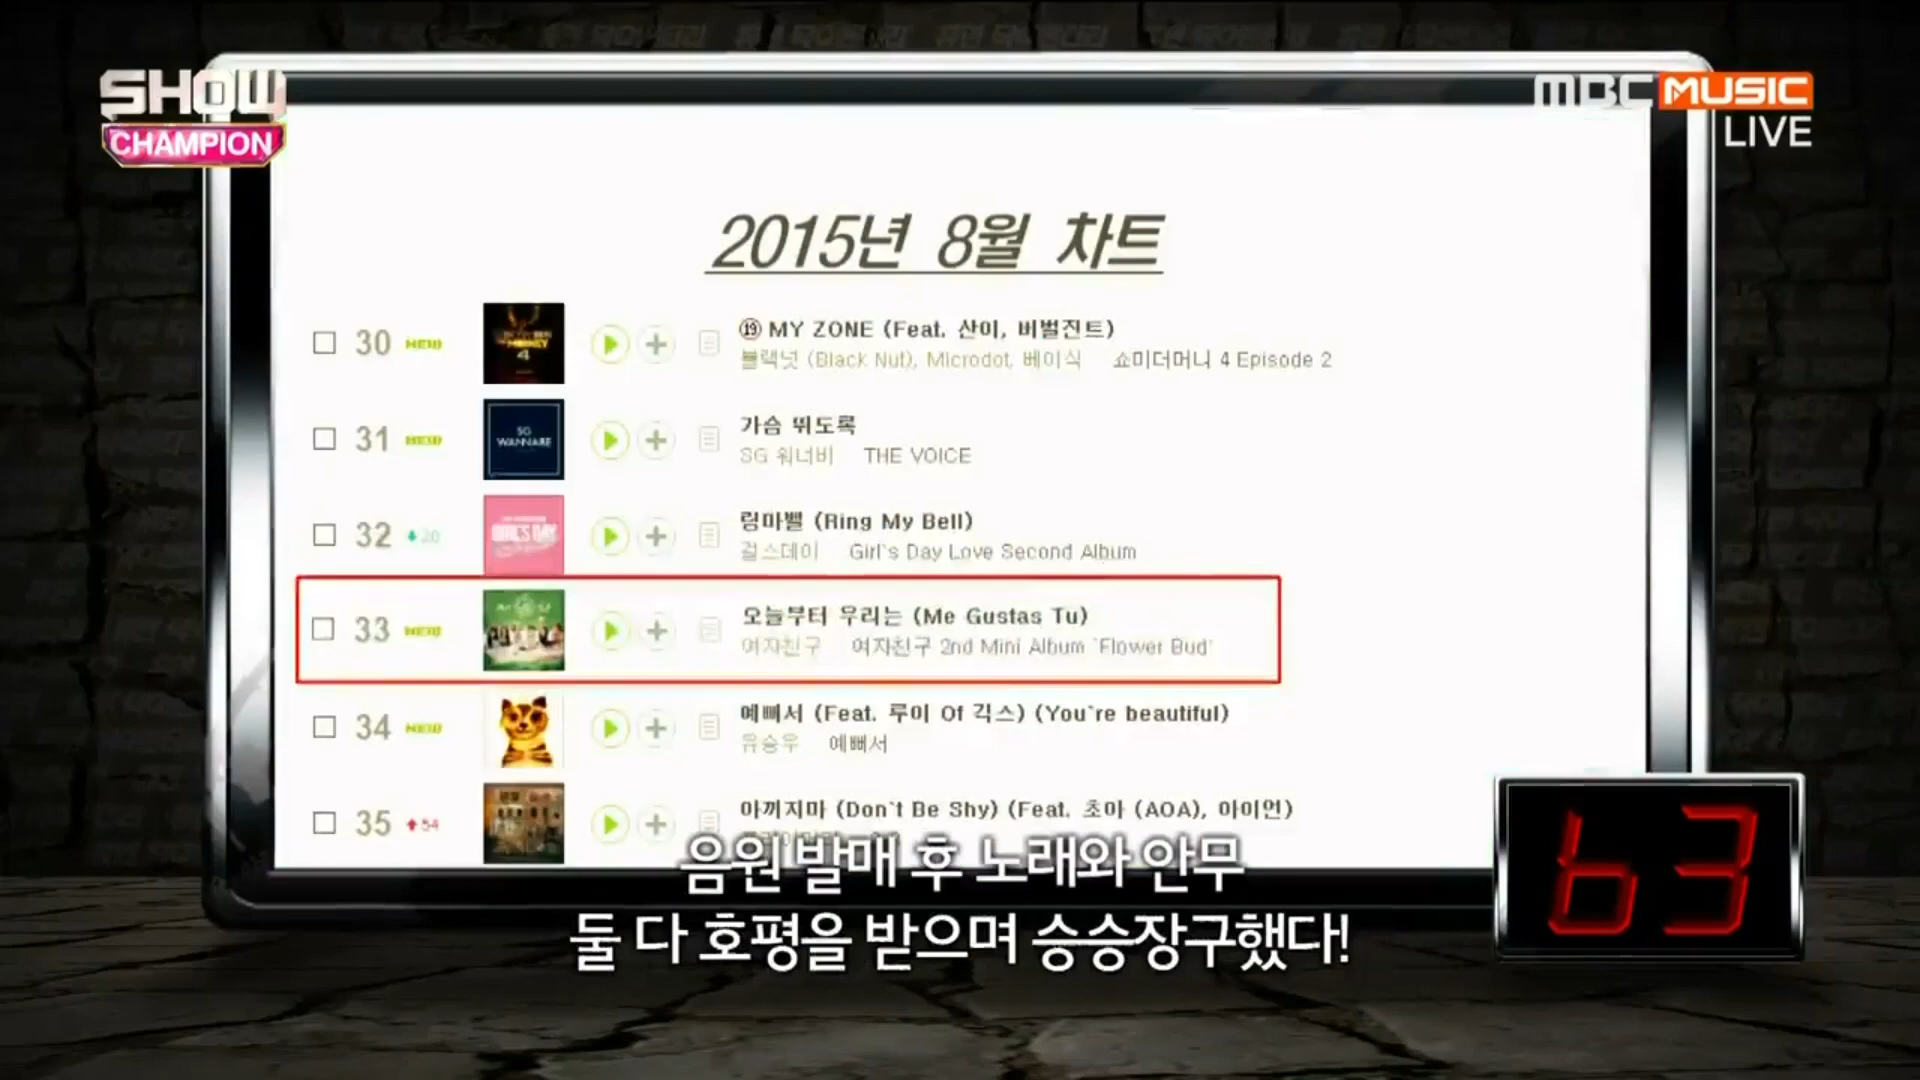 SHOW
CHAMPION
MBC MUSIC
LIVE
2015년 8월 차트
30 NEW
⑲ MY ZONE (Feat. 산이, 버벌진트)
블랙넛 (Black Nut), Microdot, 베이식 쇼미더머니 4 Episode 2
31 NEW
SG WANNABE
가슴 뛰도록
SG 워너비 THE VOICE
32 20
GIRL'S DAY
링마벨 (Ring My Bell)
걸스데이 Girl`s Day Love Second Album
33 NEW
오늘부터 우리는 (Me Gustas Tu)
여자친구 여자친구 2nd Mini Album `Flower Bud`
34 NEW
예뻐서 (Feat. 루이 Of 긱스) (You`re beautiful)
유승우 예뻐서
35 54
아끼지마 (Don`t Be Shy) (Feat. 초아 (AOA), 아이언)
음원 발매 후 노래와 안무
둘 다 호평을 받으며 승승장구했다!
63